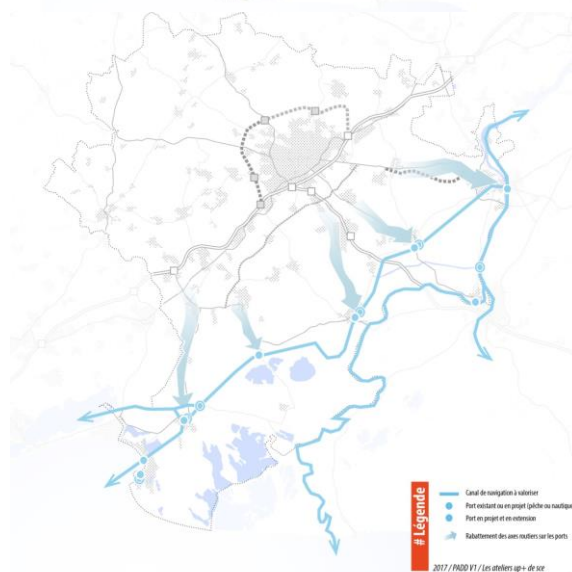 # Légende
Canal de navigation à valoriser
Port existant ou en projet (pêche ou nautique
Port en projet et en extension
Rabattement des axes routiers sur les ports
2017 / PADD V1 / Les ateliers up+ de sce